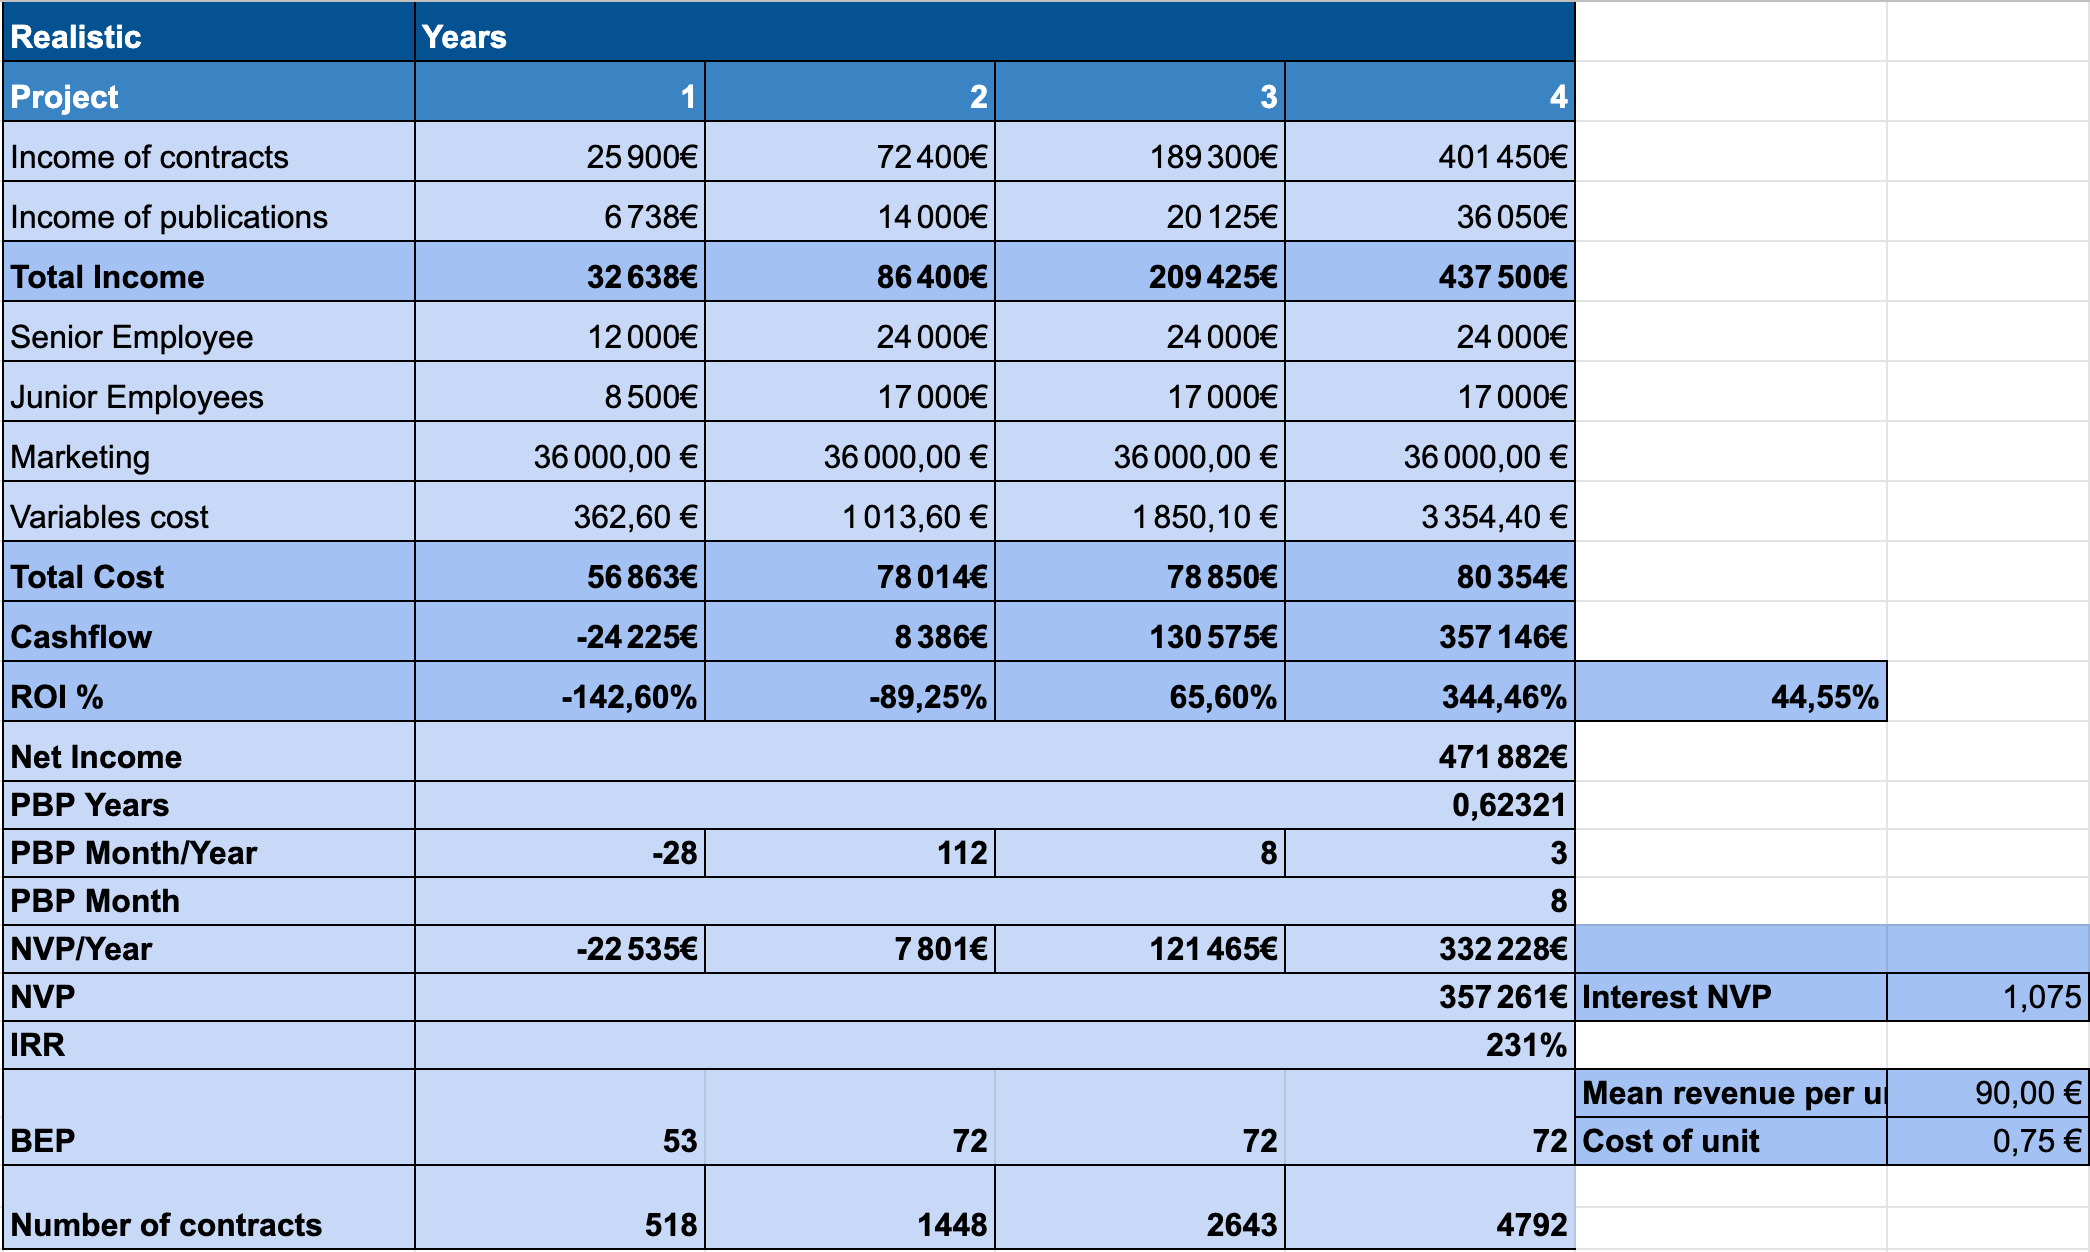 Realistic Years
Project 1 2 3 4
Income of contracts 25 900€ 72 400€ 189 300€ 401 450€
Income of publications 6 738€ 14 000€ 20 125€ 36 050€
Total Income 32 638€ 86 400€ 209 425€ 437 500€
Senior Employee 12 000€ 24 000€ 24 000€ 24 000€
Junior Employees 8 500€ 17 000€ 17 000€ 17 000€
Marketing 36 000,00 € 36 000,00 € 36 000,00 € 36 000,00 €
Variables cost 362,60 € 1 013,60 € 1 850,10 € 3 354,40 €
Total Cost 56 863€ 78 014€ 78 850€ 80 354€
Cashflow -24 225€ 8 386€ 130 575€ 357 146€
ROI % -142,60% -89,25% 65,60% 344,46% 44,55%
Net Income 471 882€
PBP Years 0,62321
PBP Month/Year -28 112 8 3
PBP Month 8
NVP/Year -22 535€ 7 801€ 121 465€ 332 228€
NVP 357 261€ Interest NVP 1,075
IRR 231%
Mean revenue per 90,00 €
BEP 53 72 72 72 Cost of unit 0,75 €
Number of contracts 518 1448 2643 4792